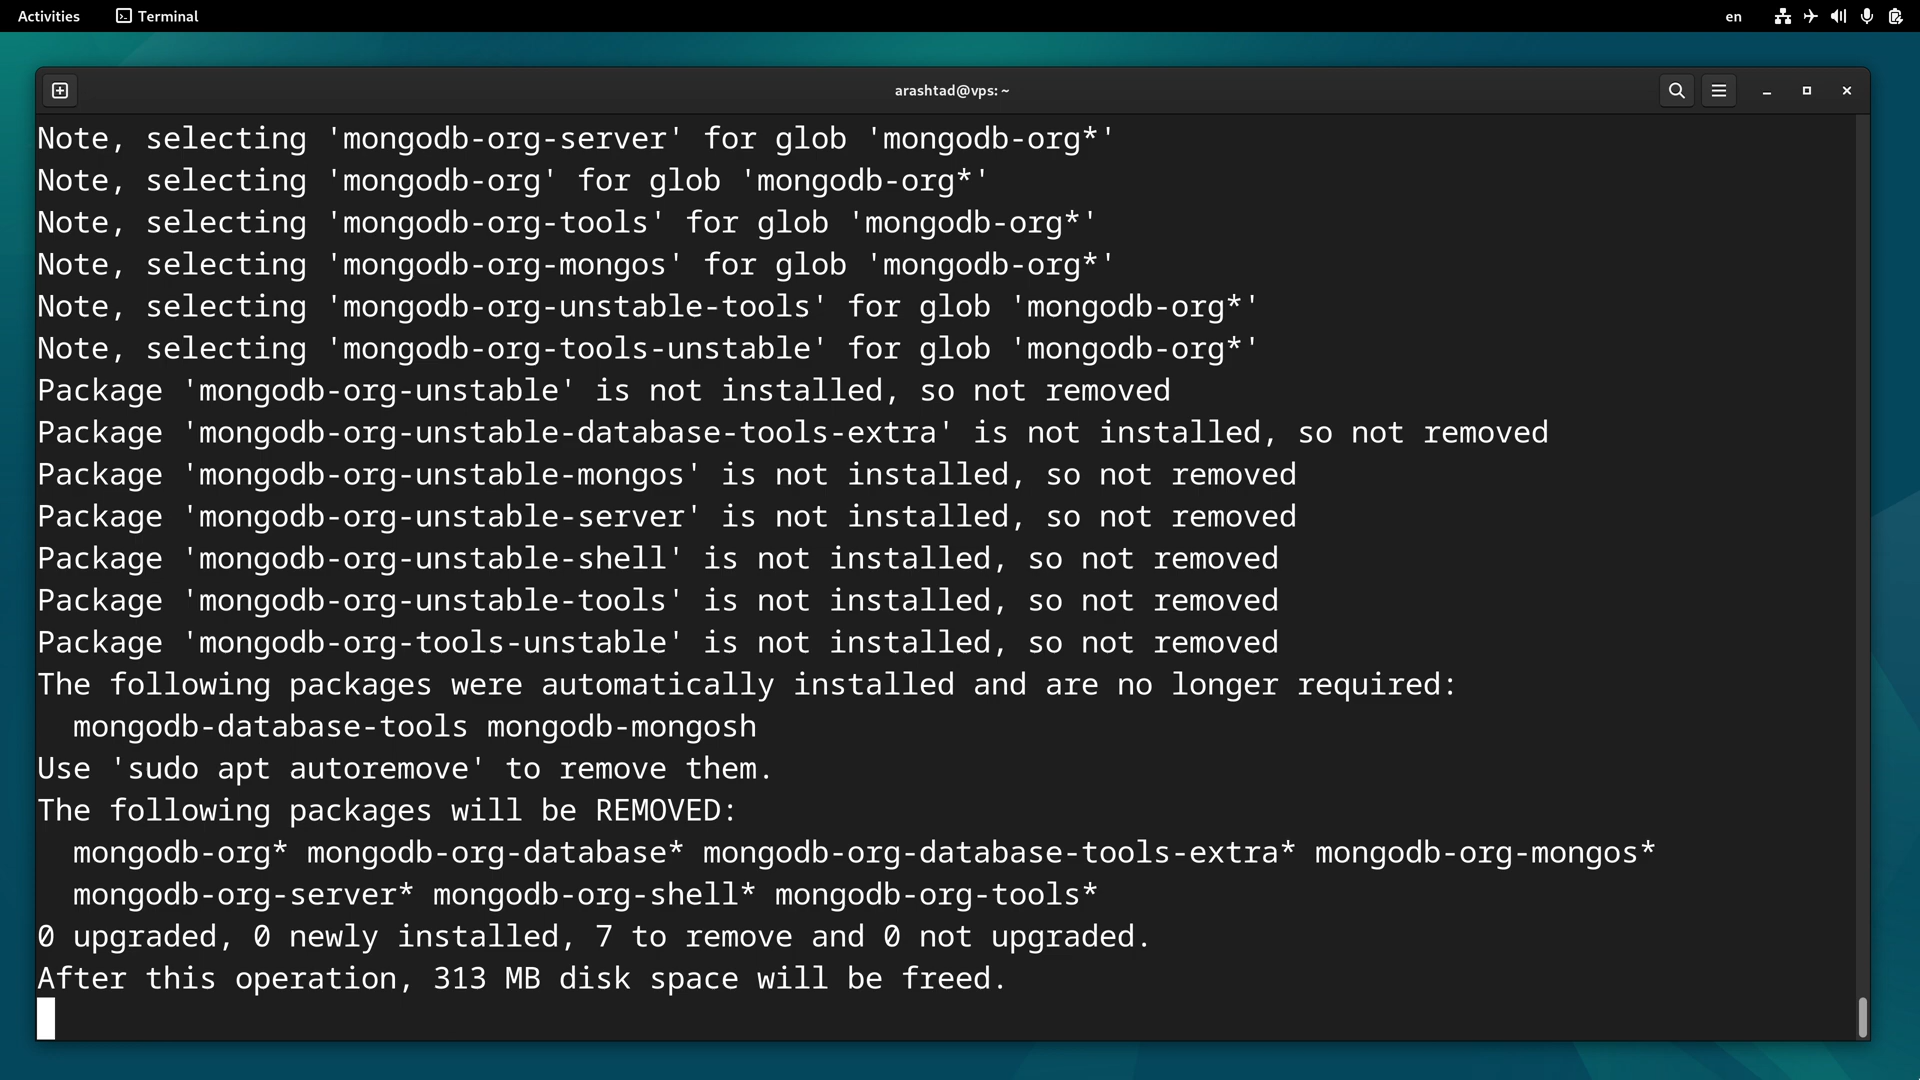 Activities
Terminal
en
arashtad@vps: ~
Note, selecting 'mongodb-org-server' for glob 'mongodb-org*'
Note, selecting 'mongodb-org' for glob 'mongodb-org*'
Note, selecting 'mongodb-org-tools' for glob 'mongodb-org*'
Note, selecting 'mongodb-org-mongos' for glob 'mongodb-org*'
Note, selecting 'mongodb-org-unstable-tools' for glob 'mongodb-org*'
Note, selecting 'mongodb-org-tools-unstable' for glob 'mongodb-org*'
Package 'mongodb-org-unstable' is not installed, so not removed
Package 'mongodb-org-unstable-database-tools-extra' is not installed, so not removed
Package 'mongodb-org-unstable-mongos' is not installed, so not removed
Package 'mongodb-org-unstable-server' is not installed, so not removed
Package 'mongodb-org-unstable-shell' is not installed, so not removed
Package 'mongodb-org-unstable-tools' is not installed, so not removed
Package 'mongodb-org-tools-unstable' is not installed, so not removed
The following packages were automatically installed and are no longer required:
  mongodb-database-tools mongodb-mongosh
Use 'sudo apt autoremove' to remove them.
The following packages will be REMOVED:
  mongodb-org* mongodb-org-database* mongodb-org-database-tools-extra* mongodb-org-mongos*
  mongodb-org-server* mongodb-org-shell* mongodb-org-tools*
0 upgraded, 0 newly installed, 7 to remove and 0 not upgraded.
After this operation, 313 MB disk space will be freed.